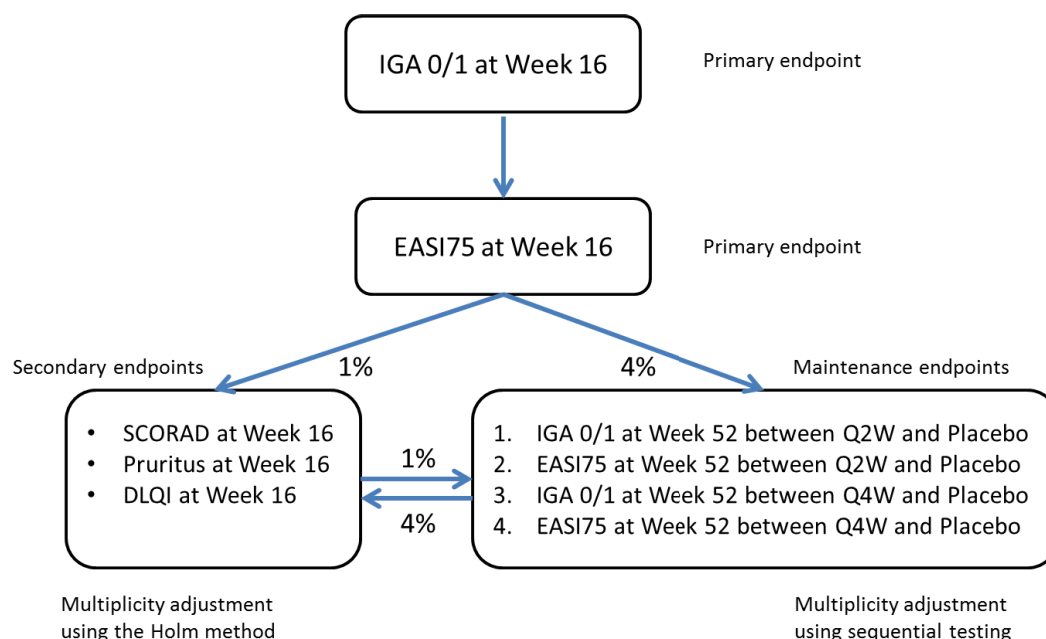 IGA 0/1 at Week 16
Primary endpoint
EASI75 at Week 16
Primary endpoint
Secondary endpoints
1%
4%
Maintenance endpoints
• SCORAD at Week 16
• Pruritus at Week 16
• DLQI at Week 16
1%
4%
1. IGA 0/1 at Week 52 between Q2W and Placebo
2. EASI75 at Week 52 between Q2W and Placebo
3. IGA 0/1 at Week 52 between Q4W and Placebo
4. EASI75 at Week 52 between Q4W and Placebo
Multiplicity adjustment
using the Holm method
Multiplicity adjustment
using sequential testing